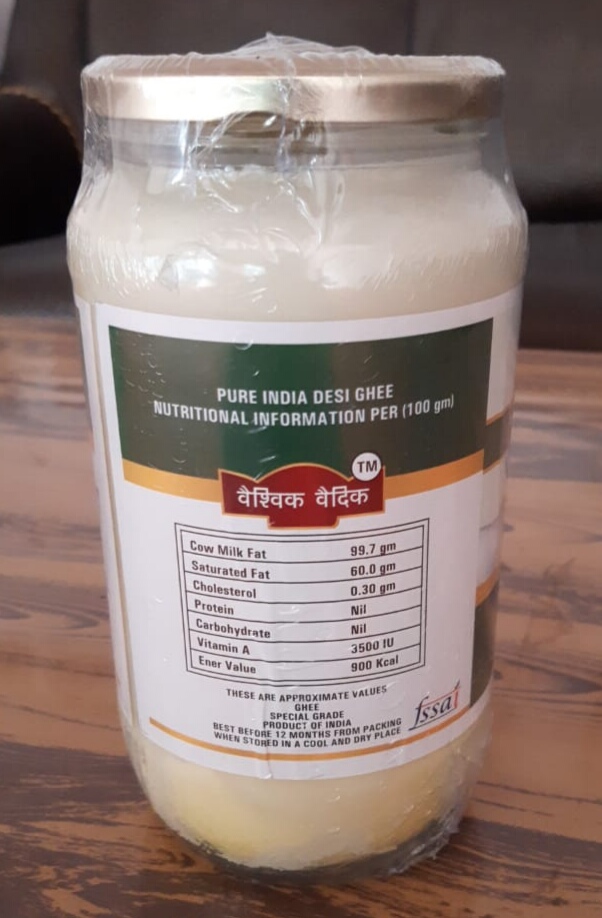 PURE INDIA DESI GHEE
NUTRITIONAL INFORMATION PER (100 gm)
TM
वैश्विक वैदिक
Cow Milk Fat 99.7 gm
Saturated Fat 60.0 gm
Cholesterol 0.30 gm
Protein Nil
Carbohydrate Nil
Vitamin A 3500 IU
Ener Value 900 Kcal
THESE ARE APPROXIMATE VALUES
GHEE
SPECIAL GRADE
PRODUCT OF INDIA
BEST BEFORE 12 MONTHS FROM PACKING
WHEN STORED IN A COOL AND DRY PLACE
fssai